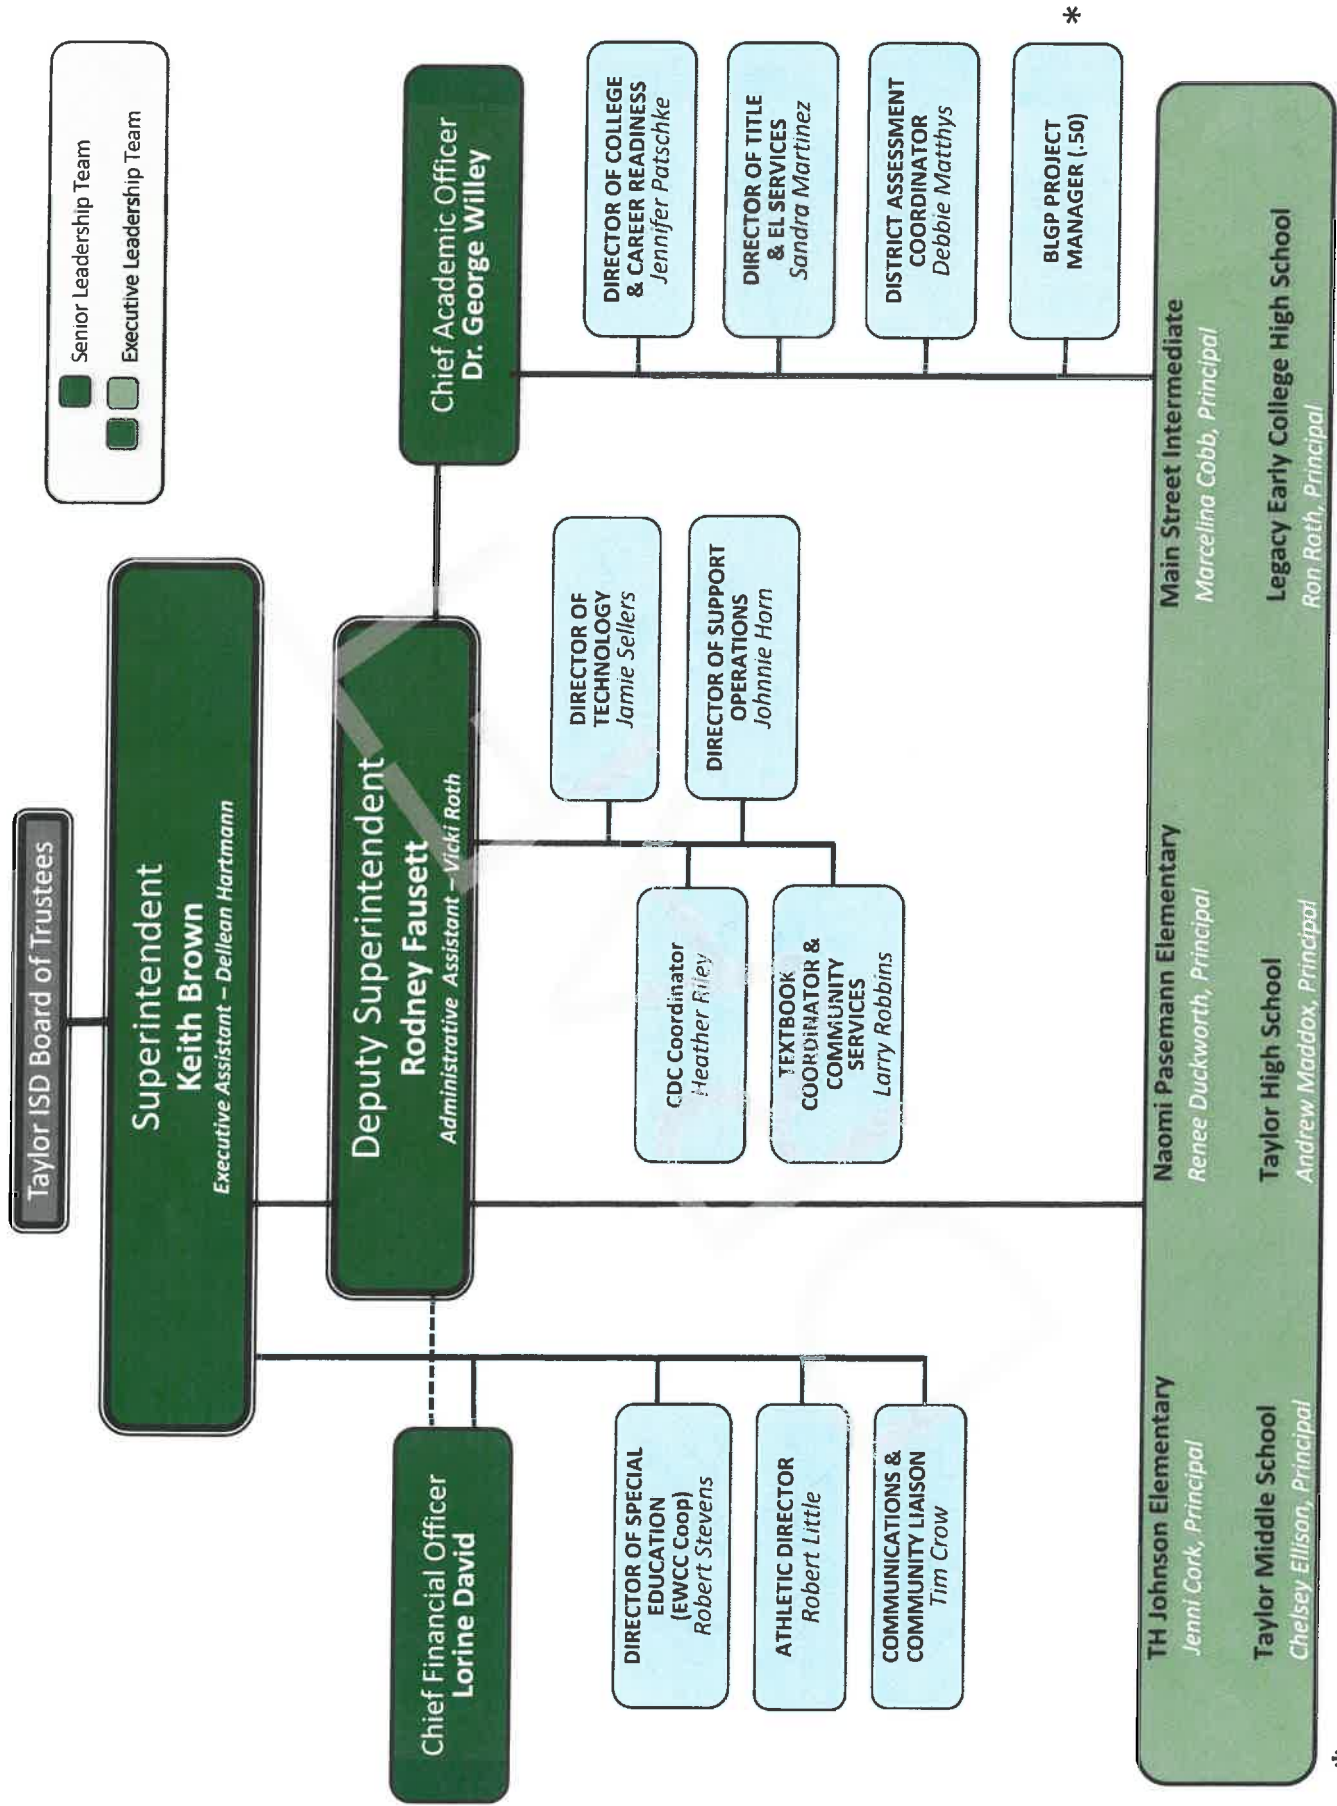 Taylor ISD Board of Trustees
Senior Leadership Team
Executive Leadership Team
Superintendent
Keith Brown
Executive Assistant – Dellean Hartmann
Deputy Superintendent
Rodney Fausett
Administrative Assistant – Vicki Roth
Chief Financial Officer
Lorine David
Chief Academic Officer
Dr. George Willey
DIRECTOR OF SPECIAL
EDUCATION
(EWCC Coop)
Robert Stevens
ATHLETIC DIRECTOR
Robert Little
COMMUNICATIONS &
COMMUNITY LIAISON
Tim Crow
CDC Coordinator
Heather Riley
TEXTBOOK
COORDINATOR &
COMMUNITY
SERVICES
Larry Robbins
DIRECTOR OF
TECHNOLOGY
Jamie Sellers
DIRECTOR OF SUPPORT
OPERATIONS
Johnnie Horn
DIRECTOR OF COLLEGE
& CAREER READINESS
Jennifer Patschke
DIRECTOR OF TITLE
& EL SERVICES
Sandra Martinez
DISTRICT ASSESSMENT
COORDINATOR
Debbie Matthys
BLGP PROJECT
MANAGER (.50)
*
TH Johnson Elementary
Jenni Cork, Principal
Naomi Pasemann Elementary
Renee Duckworth, Principal
Main Street Intermediate
Marcelina Cobb, Principal
Taylor Middle School
Chelsey Ellison, Principal
Taylor High School
Andrew Maddox, Principal
Legacy Early College High School
Ron Roth, Principal